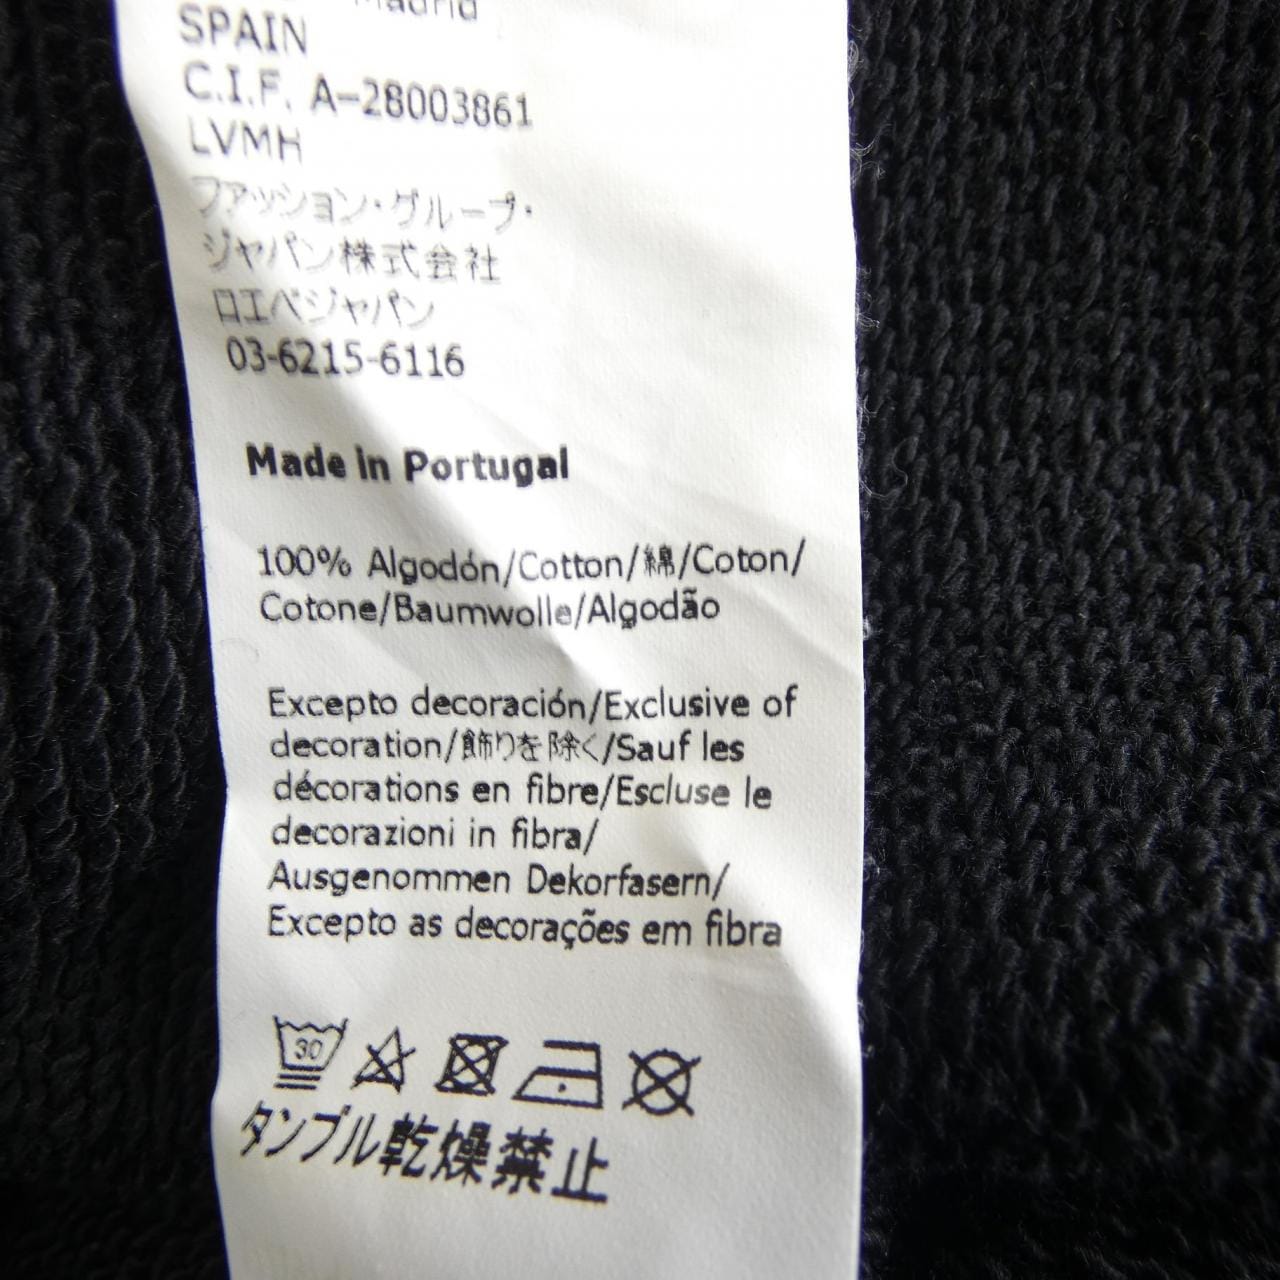 Madrid
SPAIN
C.I.F. A-28003861
LVMH
ファッション・グループ・
ジャパン株式会社
ロエベジャパン
03-6215-6116
Made in Portugal
100% Algodón/Cotton/綿/Coton/
Cotone/Baumwolle/Algodão
Excepto decoración/Exclusive of
decoration/飾りを除く/Sauf les
décorations en fibre/Escluse le
decorazioni in fibra/
Ausgenommen Dekorfasern/
Excepto as decorações em fibra
30
タンブル乾燥禁止